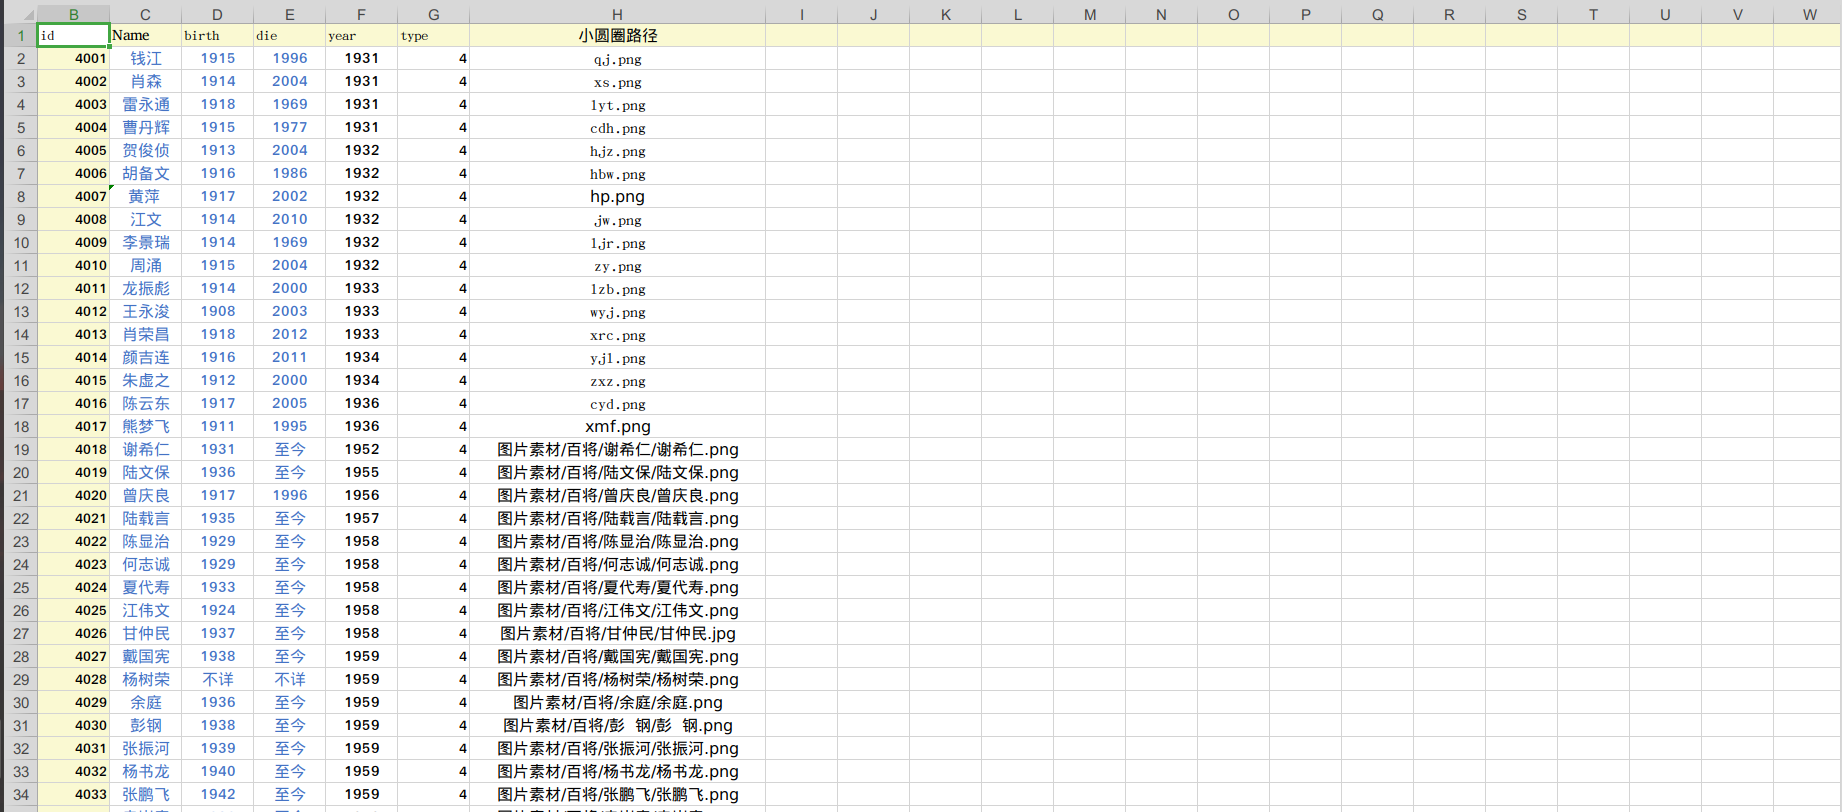 B C D E F G H I J K L M N O P Q R S T U V W
1 id Name birth die year type 小圆圈路径
2 4001 钱江 1915 1996 1931 4 qj.png
3 4002 肖森 1914 2004 1931 4 xs.png
4 4003 雷永通 1918 1969 1931 4 lyt.png
5 4004 曹丹辉 1915 1977 1931 4 cdh.png
6 4005 贺俊侦 1913 2004 1932 4 hjz.png
7 4006 胡备文 1916 1986 1932 4 hbw.png
8 4007 黄萍 1917 2002 1932 4 hp.png
9 4008 江文 1914 2010 1932 4 jw.png
10 4009 李景瑞 1914 1969 1932 4 ljr.png
11 4010 周涌 1915 2004 1932 4 zy.png
12 4011 龙振彪 1914 2000 1933 4 lzb.png
13 4012 王永浚 1908 2003 1933 4 wyj.png
14 4013 肖荣昌 1918 2012 1933 4 xrc.png
15 4014 颜吉连 1916 2011 1934 4 yjl.png
16 4015 朱虚之 1912 2000 1934 4 zxz.png
17 4016 陈云东 1917 2005 1936 4 cyd.png
18 4017 熊梦飞 1911 1995 1936 4 xmf.png
19 4018 谢希仁 1931 至今 1952 4 图片素材/百将/谢希仁/谢希仁.png
20 4019 陆文保 1936 至今 1955 4 图片素材/百将/陆文保/陆文保.png
21 4020 曾庆良 1917 1996 1956 4 图片素材/百将/曾庆良/曾庆良.png
22 4021 陆载言 1935 至今 1957 4 图片素材/百将/陆载言/陆载言.png
23 4022 陈显治 1929 至今 1958 4 图片素材/百将/陈显治/陈显治.png
24 4023 何志诚 1929 至今 1958 4 图片素材/百将/何志诚/何志诚.png
25 4024 夏代寿 1933 至今 1958 4 图片素材/百将/夏代寿/夏代寿.png
26 4025 江伟文 1924 至今 1958 4 图片素材/百将/江伟文/江伟文.png
27 4026 甘仲民 1937 至今 1958 4 图片素材/百将/甘仲民/甘仲民.jpg
28 4027 戴国宪 1938 至今 1959 4 图片素材/百将/戴国宪/戴国宪.png
29 4028 杨树荣 不详 不详 1959 4 图片素材/百将/杨树荣/杨树荣.png
30 4029 余庭 1936 至今 1959 4 图片素材/百将/余庭/余庭.png
31 4030 彭钢 1938 至今 1959 4 图片素材/百将/彭 钢/彭 钢.png
32 4031 张振河 1939 至今 1959 4 图片素材/百将/张振河/张振河.png
33 4032 杨书龙 1940 至今 1959 4 图片素材/百将/杨书龙/杨书龙.png
34 4033 张鹏飞 1942 至今 1959 4 图片素材/百将/张鹏飞/张鹏飞.png